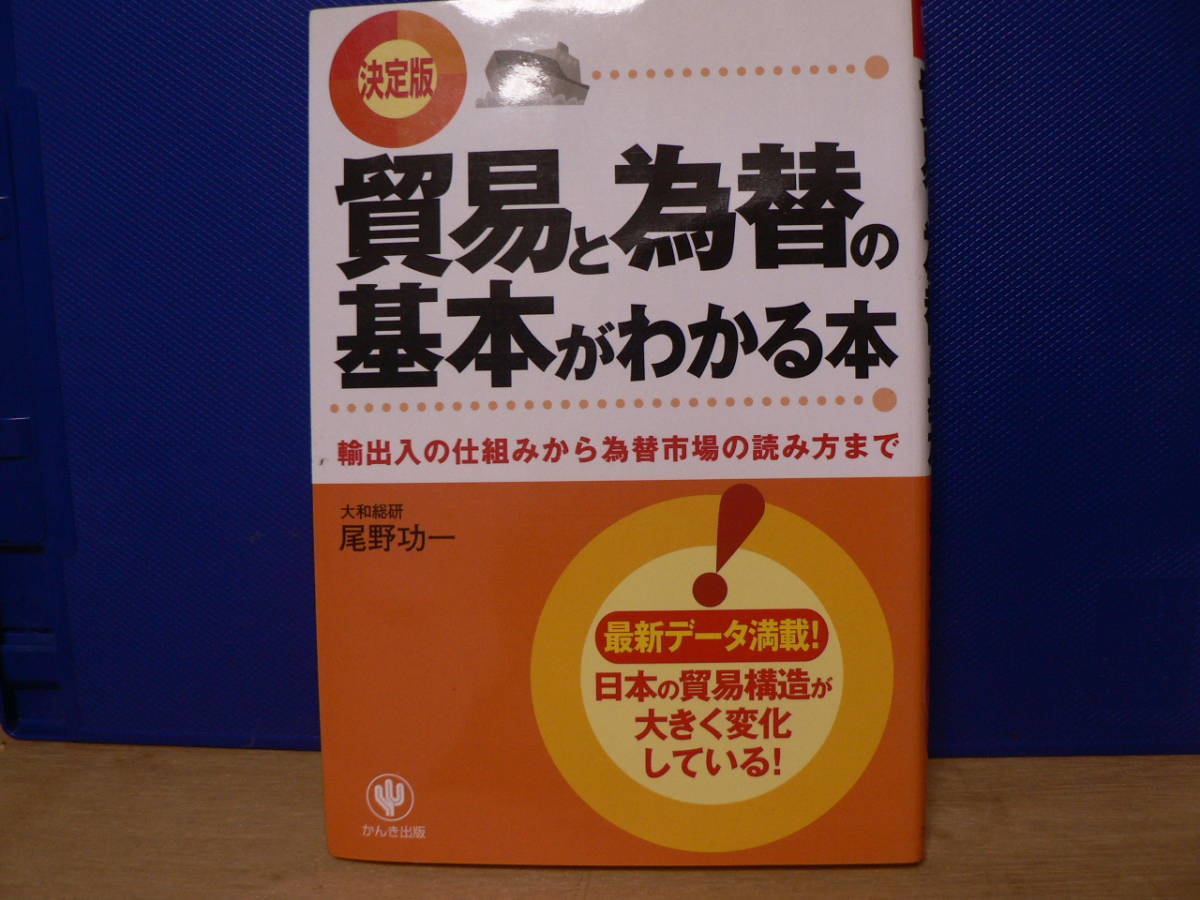 決定版
貿易と為替の
基本がわかる本
輸出入の仕組みから為替市場の読み方まで
大和総研
尾野功一
最新データ満載!
日本の貿易構造が
大きく変化
している!
かんき出版